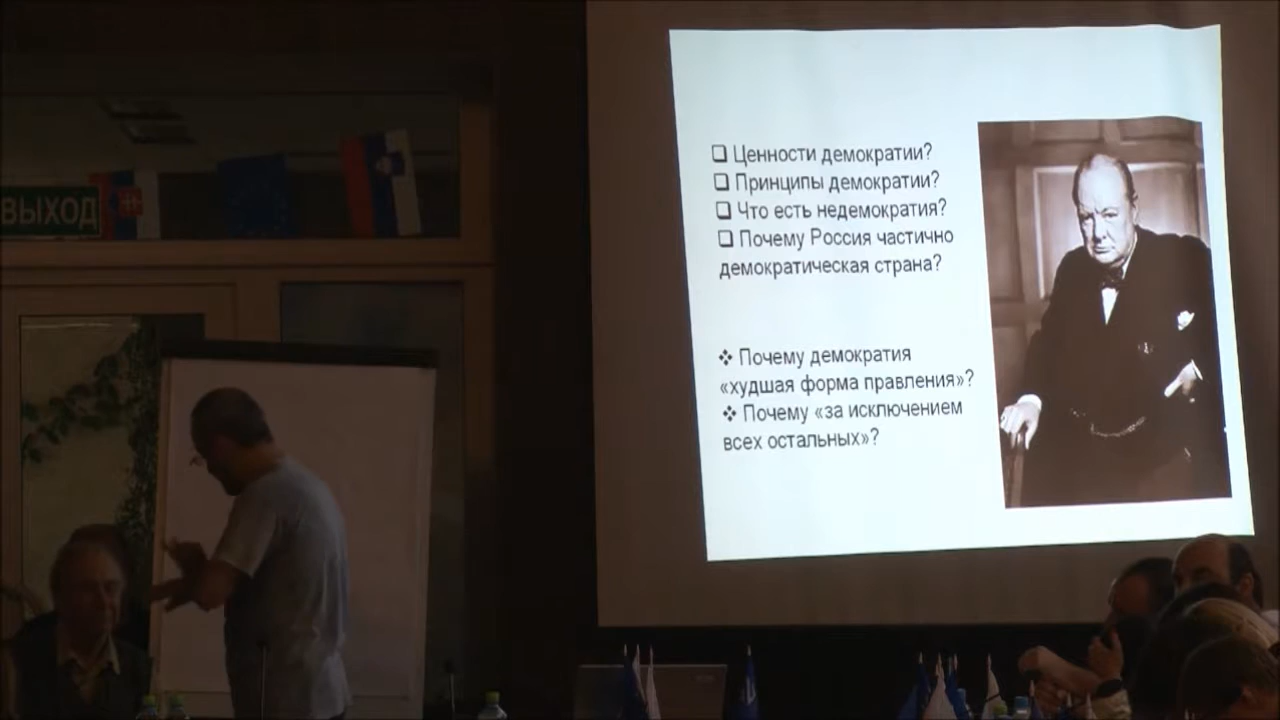 ВЫХОД
❑ Ценности демократии?
❑ Принципы демократии?
❑ Что есть недемократия?
❑ Почему Россия частично
демократическая страна?
❖ Почему демократия
«худшая форма правления»?
❖ Почему «за исключением
всех остальных»?